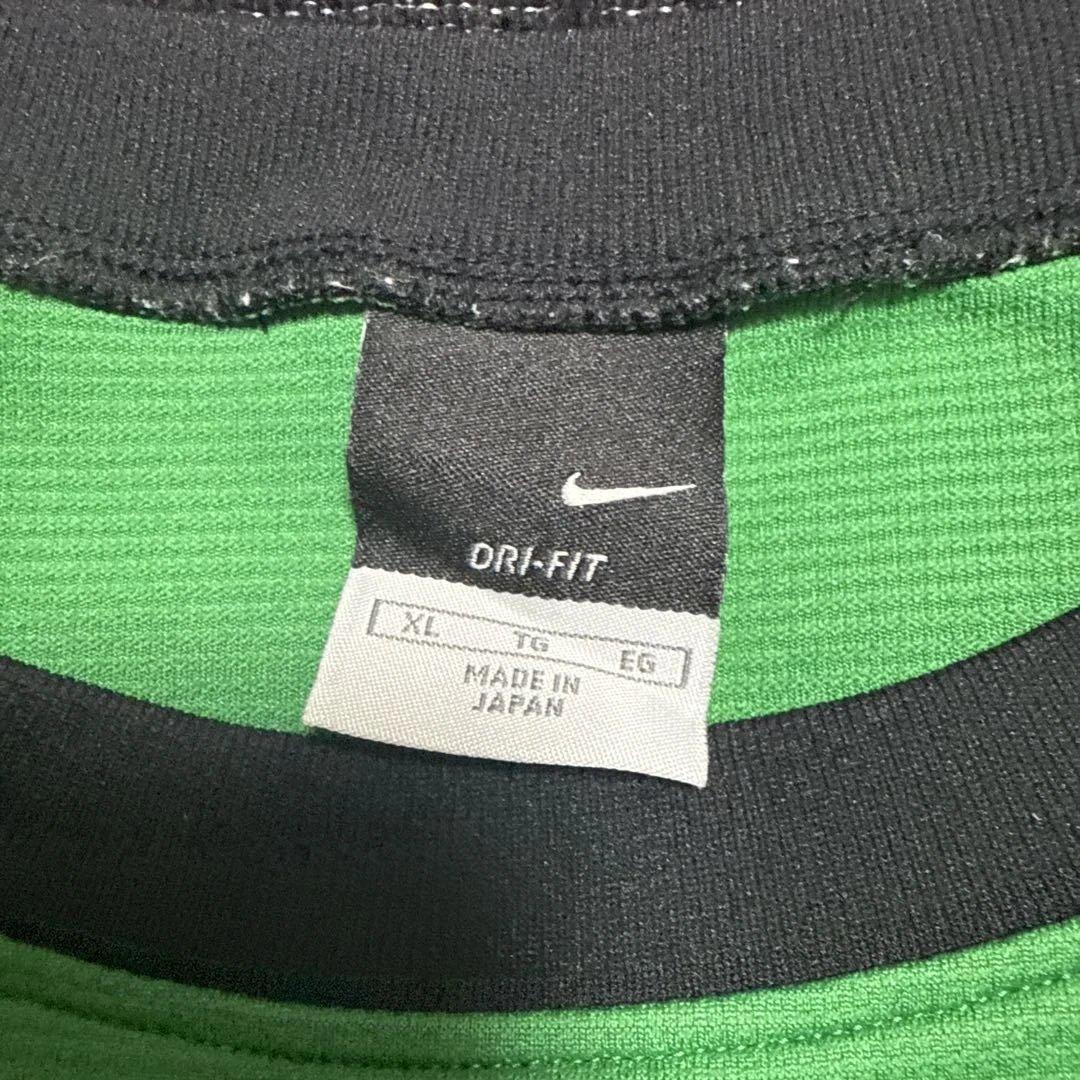 DRI-FIT
XL TG EG
MADE IN
JAPAN